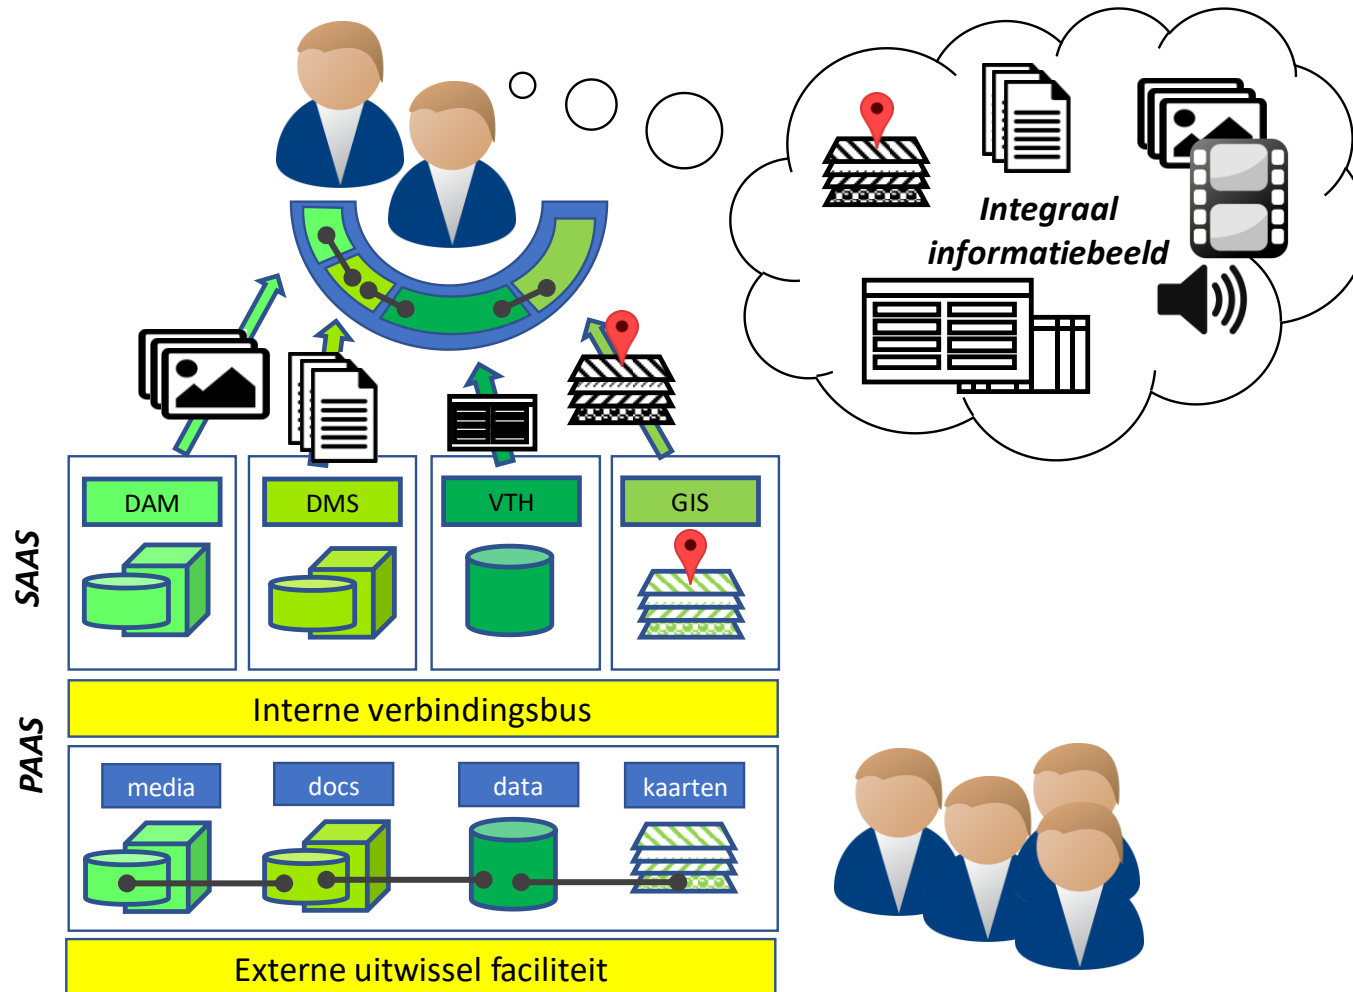 Integraal
informatiebeeld
DAM
DMS
VTH
GIS
SAAS
Interne verbindingsbus
PAAS
media
docs
data
kaarten
Externe uitwissel faciliteit